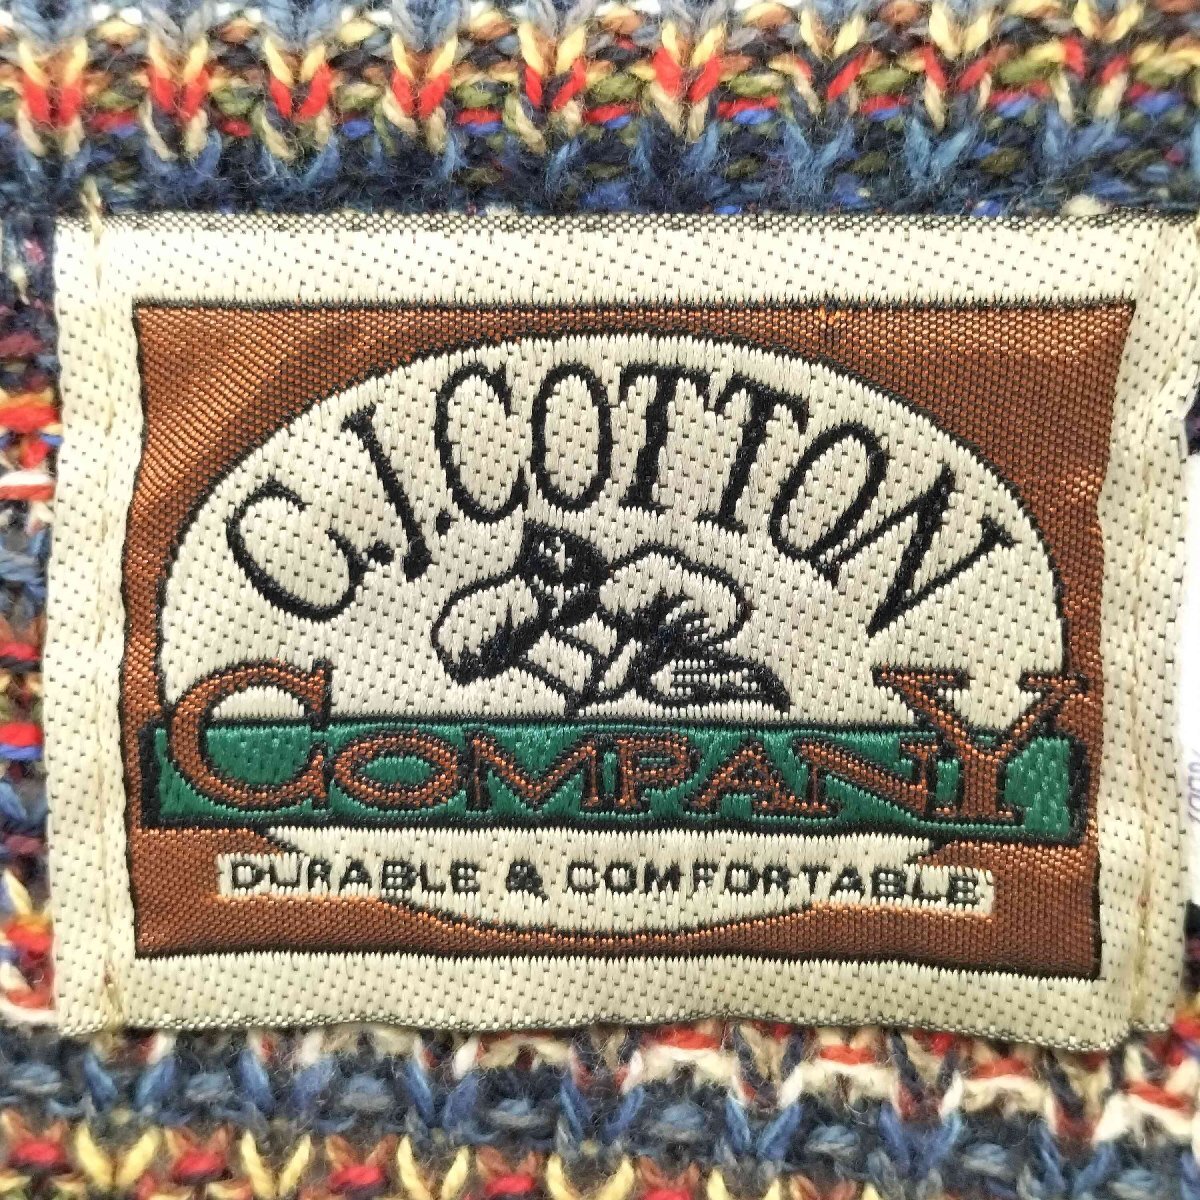 C.J.COTTON
COMPANY
DURABLE & COMFORTABLE